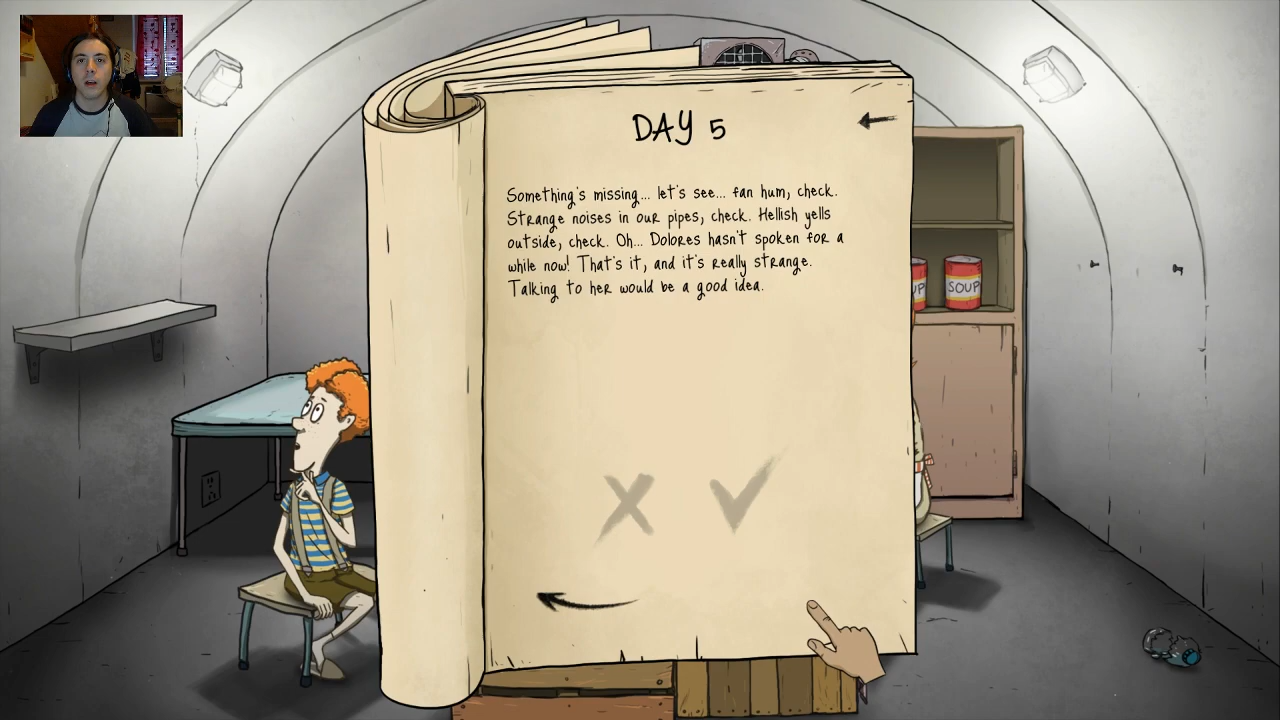 DAY 5
Something's missing... let's see... fan hum, check.
Strange noises in our pipes, check. Hellish yells
outside, check. Oh... Dolores hasn't spoken for a
while now! That's it, and it's really strange.
Talking to her would be a good idea.
UP
SOUP